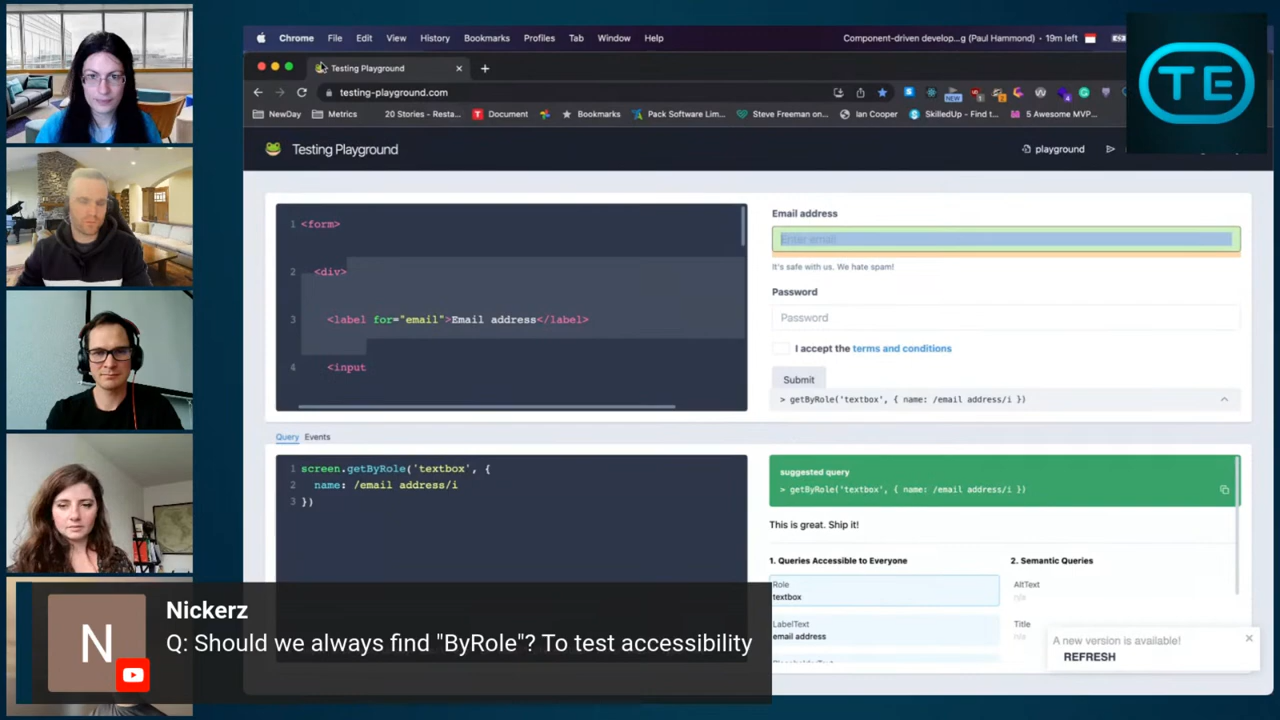 Chrome File Edit View History Bookmarks Profiles Tab Window Help
Component-driven develop...g (Paul Hammond) • 19m left
TE
Testing Playground
testing-playground.com
NEW
NewDay Metrics 20 Stories - Resta... Document Bookmarks Pack Software Lim... Steve Freeman on... Ian Cooper SkilledUp - Find t... 5 Awesome MVP...
Testing Playground
playground
1 <form>
2 <div>
3 <label for="email">Email address</label>
4 <input
Email address
Enter email
It's safe with us. We hate spam!
Password
Password
I accept the terms and conditions
Submit
> getByRole('textbox', { name: /email address/i })
Query Events
1 screen.getByRole('textbox', {
2 name: /email address/i
3 })
suggested query
> getByRole('textbox', { name: /email address/i })
This is great. Ship it!
1. Queries Accessible to Everyone
Role
textbox
LabelText
email address
2. Semantic Queries
AltText
n/a
Title
n/a
A new version is available!
REFRESH
N
Nickerz
Q: Should we always find "ByRole"? To test accessibility